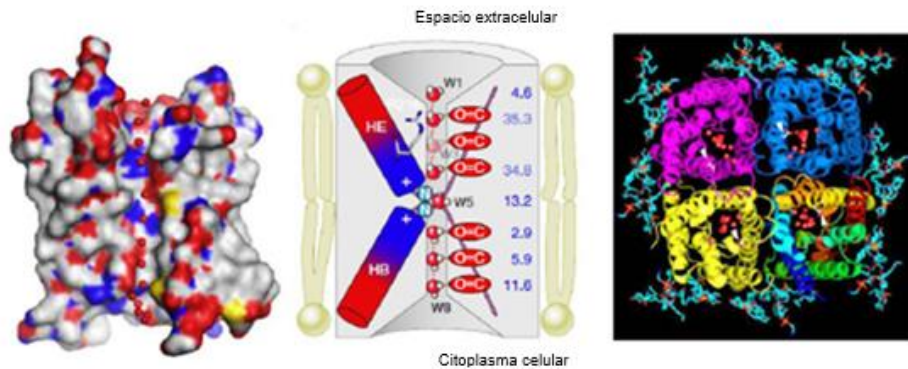 Espacio extracelular
W1
4.6
HE
O=C
35.3
O=C
O=C
34.8
W5
13.2
HB
O=C
2.9
O=C
5.9
O=C
11.6
W9
Citoplasma celular